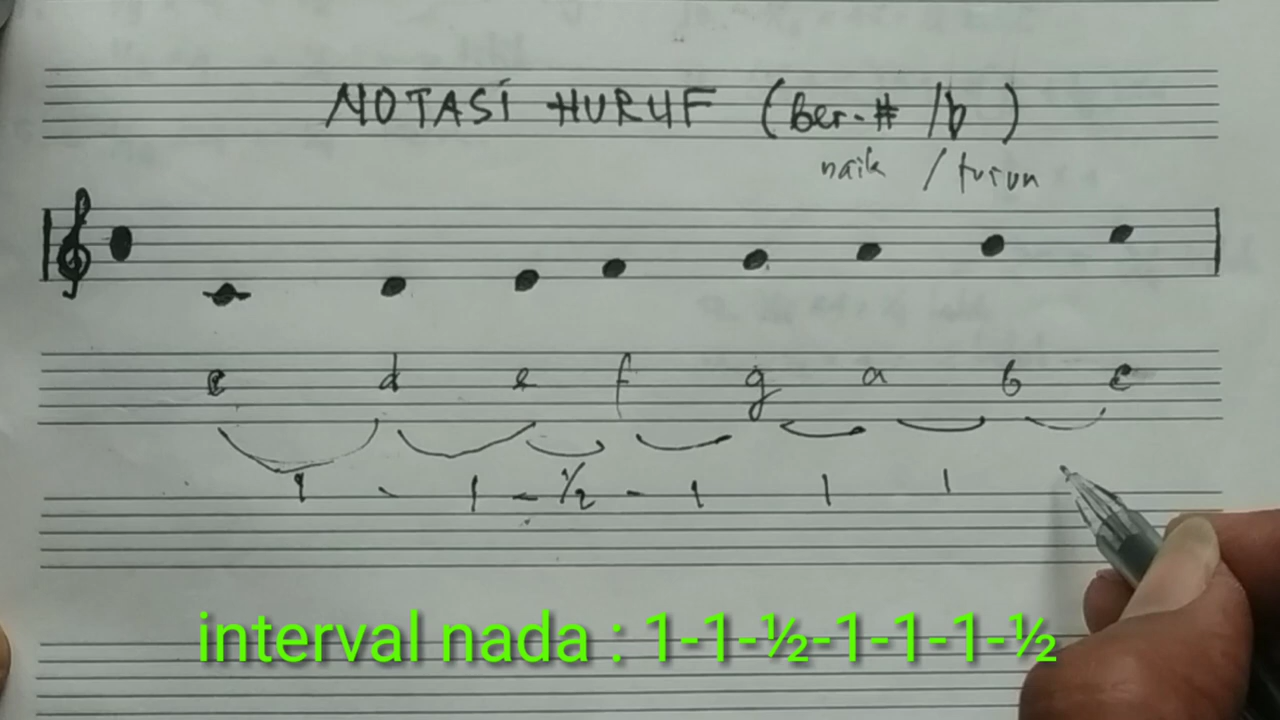 NOTASI HURUF (Ber-# / b)
naik / turun
c d e f g a b c
1 - 1 - ½ - 1 1 1
interval nada : 1-1-½-1-1-1-½